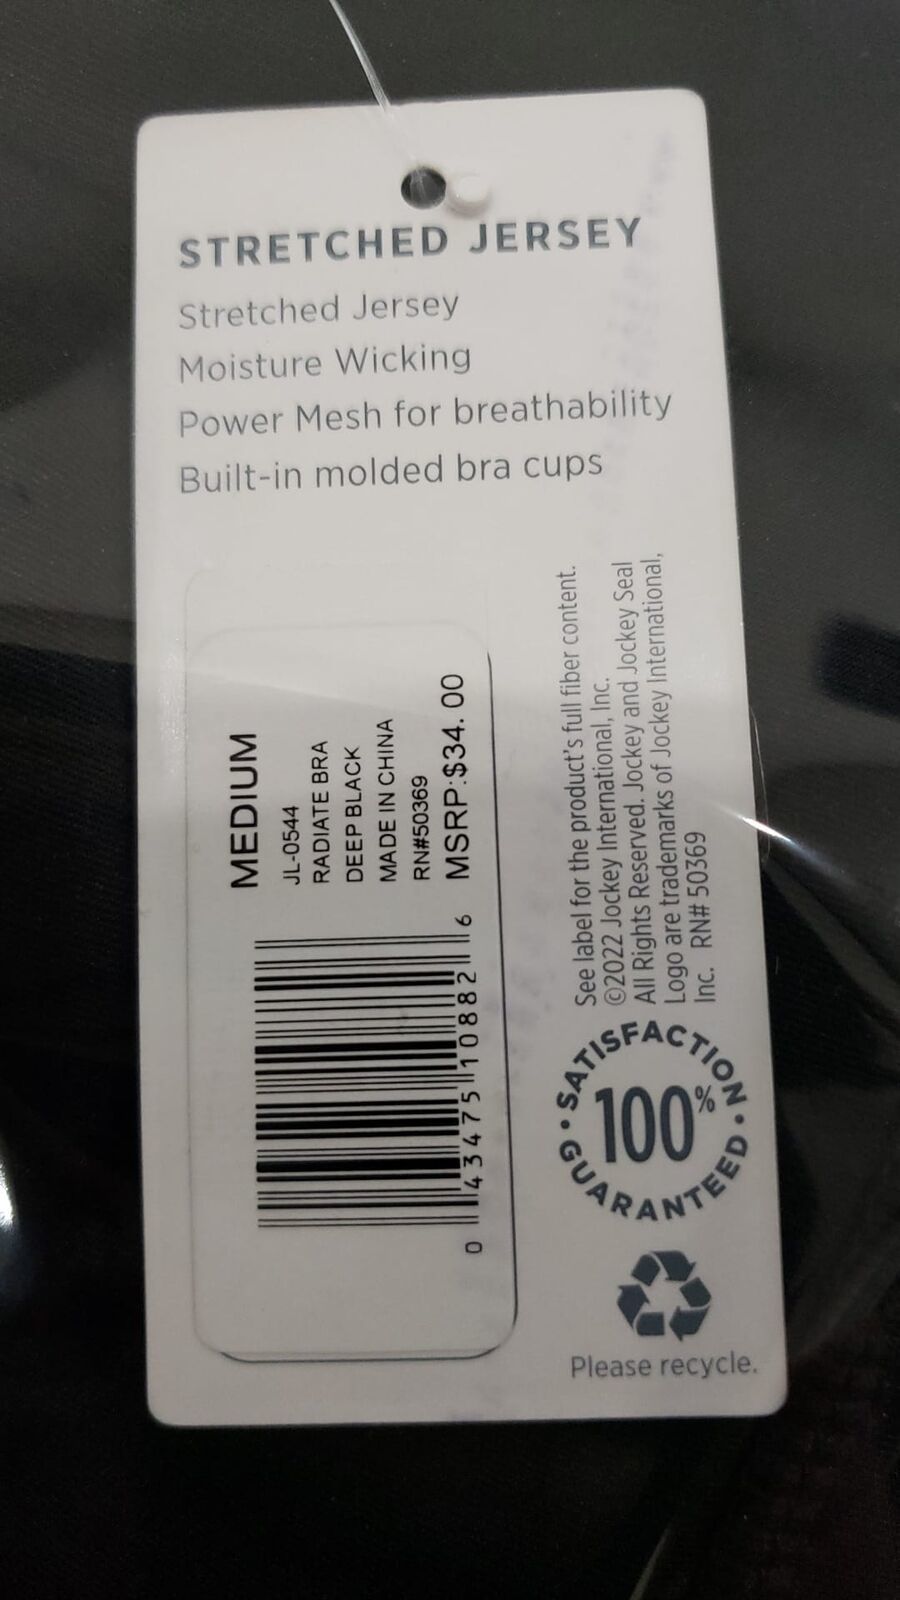 STRETCHED JERSEY
Stretched Jersey
Moisture Wicking
Power Mesh for breathability
Built-in molded bra cups
MEDIUM
JL-0544
RADIATE BRA
DEEP BLACK
MADE IN CHINA
RN#50369
MSRP:$34. 00
0 43475 10882 6
See label for the product's full fiber content.
©2022 Jockey International, Inc.
All Rights Reserved. Jockey and Jockey Seal
Logo are trademarks of Jockey International,
Inc. RN# 50369
• SATISFACTION •
100%
GUARANTEED
Please recycle.